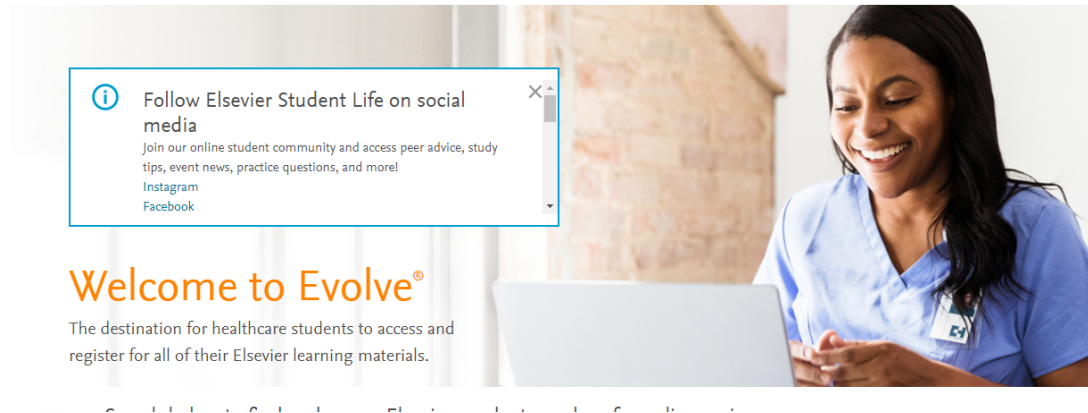 Follow Elsevier Student Life on social
media
Join our online student community and access peer advice, study
tips, event news, practice questions, and more!
Instagram
Facebook
Welcome to Evolve®
The destination for healthcare students to access and
register for all of their Elsevier learning materials.